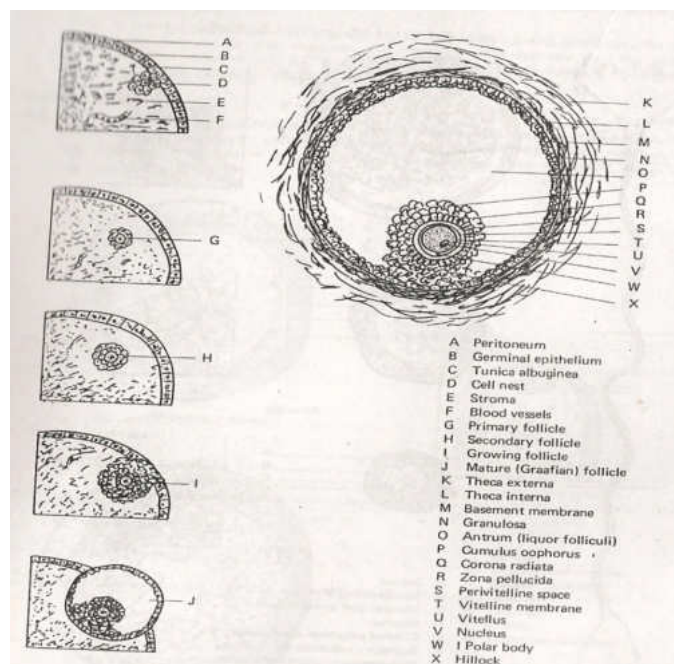 A
B
C
D
E
F
G
H
I
J
K
L
M
N
O
P
Q
R
S
T
U
V
W
X
A Peritoneum
B Germinal epithelium
C Tunica albuginea
D Cell nest
E Stroma
F Blood vessels
G Primary follicle
H Secondary follicle
I Growing follicle
J Mature (Graafian) follicle
K Theca externa
L Theca interna
M Basement membrane
N Granulosa
O Antrum (liquor folliculi)
P Cumulus oophorus
Q Corona radiata
R Zona pellucida
S Perivitelline space
T Vitelline membrane
U Vitellus
V Nucleus
W I Polar body
X Hillock